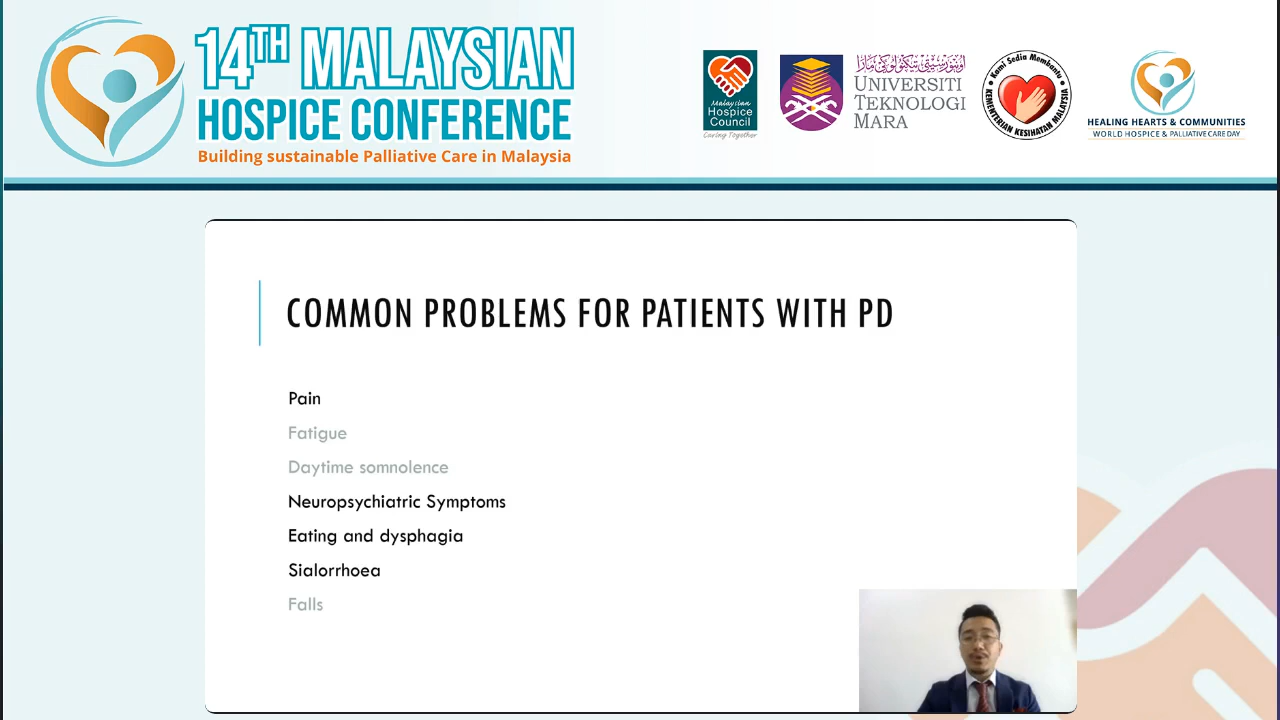 14TH MALAYSIAN
HOSPICE CONFERENCE
Building sustainable Palliative Care in Malaysia
Malaysian
Hospice
Council
Caring Together
UNIVERSITI
TEKNOLOGI
MARA
Kami Sedia Membantu
KEMENTERIAN KESIHATAN MALAYSIA
HEALING HEARTS & COMMUNITIES
WORLD HOSPICE & PALLIATIVE CARE DAY
COMMON PROBLEMS FOR PATIENTS WITH PD
Pain
Fatigue
Daytime somnolence
Neuropsychiatric Symptoms
Eating and dysphagia
Sialorrhoea
Falls